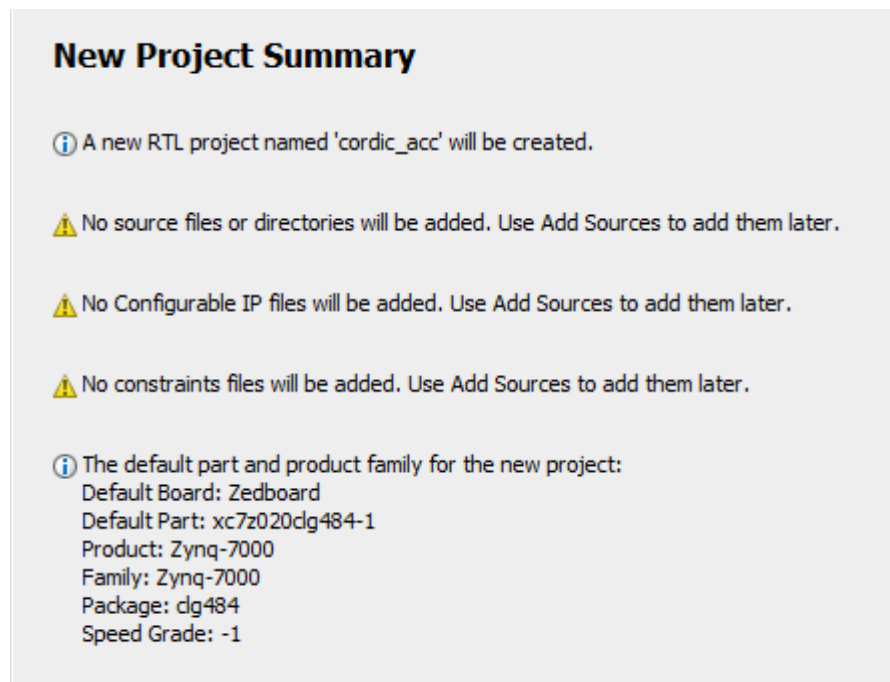 New Project Summary
A new RTL project named 'cordic_acc' will be created.
No source files or directories will be added. Use Add Sources to add them later.
No Configurable IP files will be added. Use Add Sources to add them later.
No constraints files will be added. Use Add Sources to add them later.
The default part and product family for the new project:
Default Board: Zedboard
Default Part: xc7z020clg484-1
Product: Zynq-7000
Family: Zynq-7000
Package: clg484
Speed Grade: -1